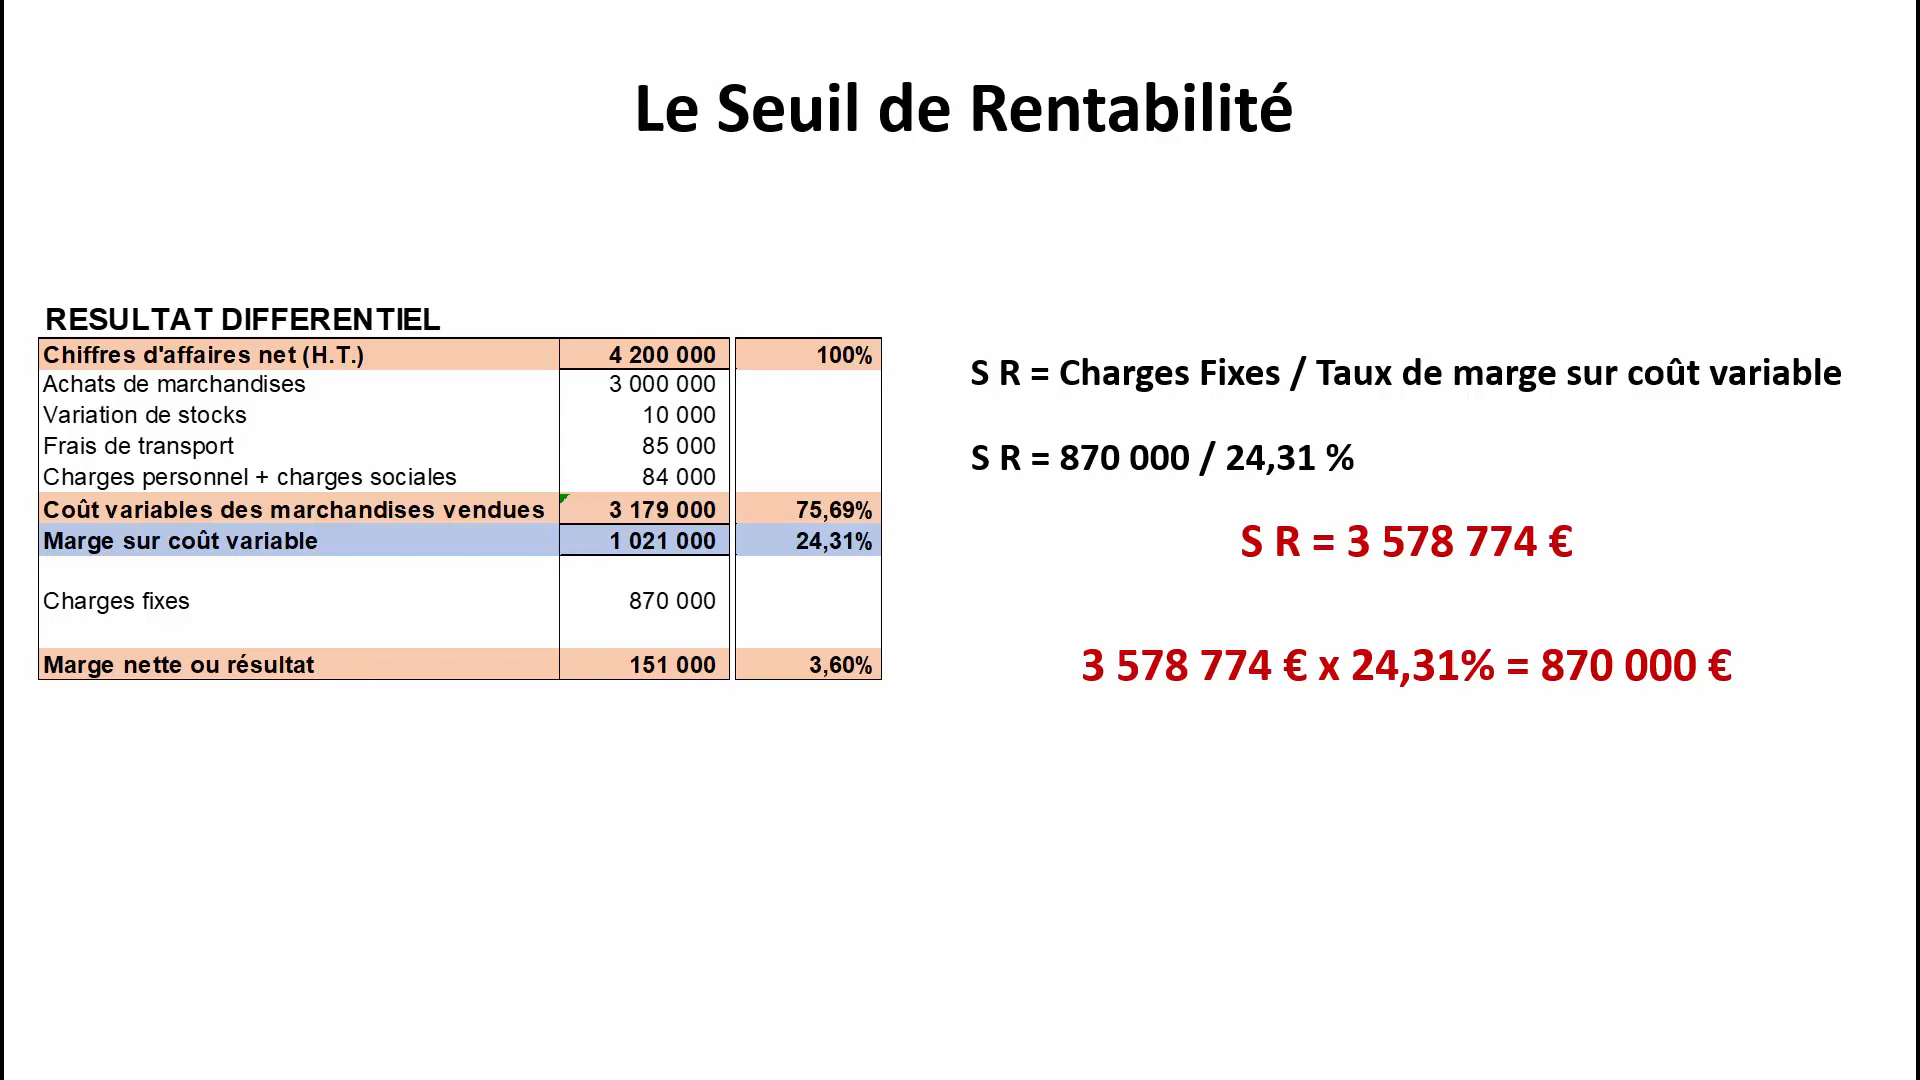 Le Seuil de Rentabilité
RESULTAT DIFFERENTIEL
Chiffres d'affaires net (H.T.) 4 200 000 100%
Achats de marchandises 3 000 000
Variation de stocks 10 000
Frais de transport 85 000
Charges personnel + charges sociales 84 000
Coût variables des marchandises vendues 3 179 000 75,69%
Marge sur coût variable 1 021 000 24,31%
Charges fixes 870 000
Marge nette ou résultat 151 000 3,60%
S R = Charges Fixes / Taux de marge sur coût variable
S R = 870 000 / 24,31 %
S R = 3 578 774 €
3 578 774 € x 24,31% = 870 000 €